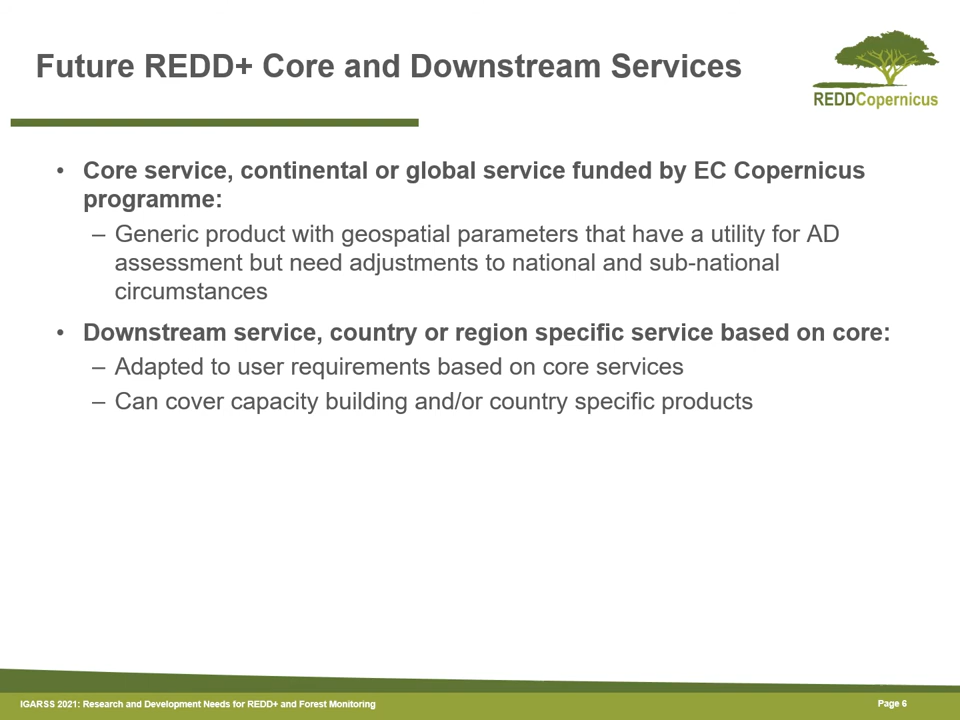 Future REDD+ Core and Downstream Services
REDDCopernicus
• Core service, continental or global service funded by EC Copernicus
programme:
– Generic product with geospatial parameters that have a utility for AD
assessment but need adjustments to national and sub-national
circumstances
• Downstream service, country or region specific service based on core:
– Adapted to user requirements based on core services
– Can cover capacity building and/or country specific products
IGARSS 2021: Research and Development Needs for REDD+ and Forest Monitoring
Page 6